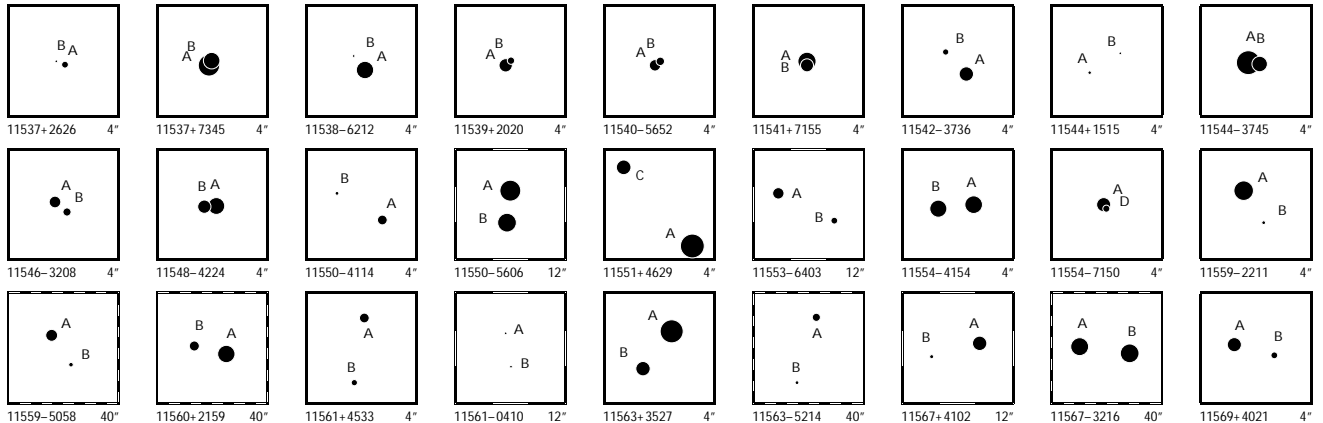 B A B A B A B A B A A B B A B A A B
11537+2626 4″ 11537+7345 4″ 11538−6212 4″ 11539+2020 4″ 11540−5652 4″ 11541+7155 4″ 11542−3736 4″ 11544+1515 4″ 11544−3745 4″
A B B A B A A B C A A B B A A D A B
11546−3208 4″ 11548−4224 4″ 11550−4114 4″ 11550−5606 12″ 11551+4629 4″ 11553−6403 12″ 11554−4154 4″ 11554−7150 4″ 11559−2211 4″
A B B A A B A B A B A B B A A B A B
11559−5058 40″ 11560+2159 40″ 11561+4533 4″ 11561−0410 12″ 11563+3527 4″ 11563−5214 40″ 11567+4102 12″ 11567−3216 40″ 11569+4021 4″